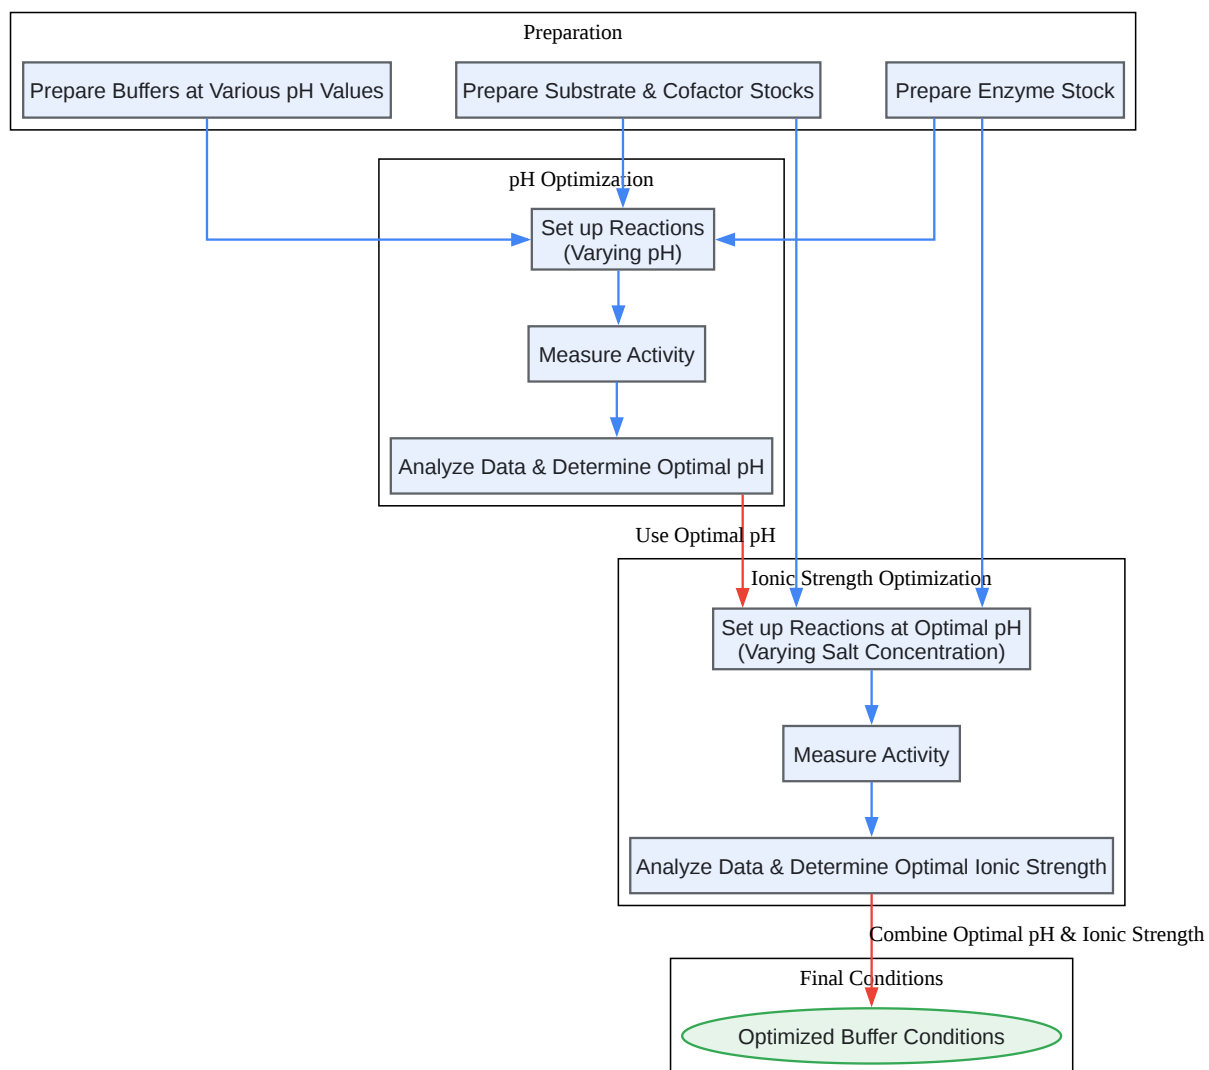 Preparation
Prepare Buffers at Various pH Values
Prepare Substrate & Cofactor Stocks
Prepare Enzyme Stock
pH Optimization
Set up Reactions
(Varying pH)
Measure Activity
Analyze Data & Determine Optimal pH
Use Optimal pH
Ionic Strength Optimization
Set up Reactions at Optimal pH
(Varying Salt Concentration)
Measure Activity
Analyze Data & Determine Optimal Ionic Strength
Combine Optimal pH & Ionic Strength
Final Conditions
Optimized Buffer Conditions